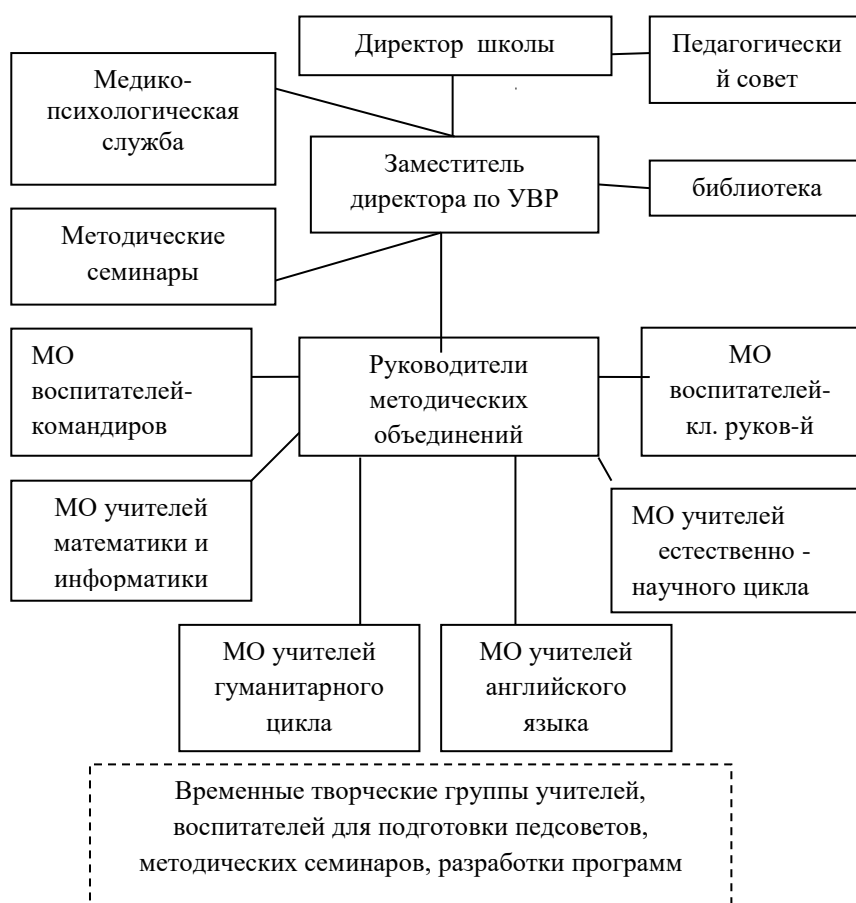 Директор школы
Педагогически
й совет
Медико-
психологическая
служба
Заместитель
директора по УВР
библиотека
Методические
семинары
МО
воспитателей-
командиров
Руководители
методических
объединений
МО
воспитателей-
кл. руков-й
МО учителей
математики и
информатики
МО учителей
естественно -
научного цикла
МО учителей
гуманитарного
цикла
МО учителей
английского
языка
Временные творческие группы учителей,
воспитателей для подготовки педсоветов,
методических семинаров, разработки программ